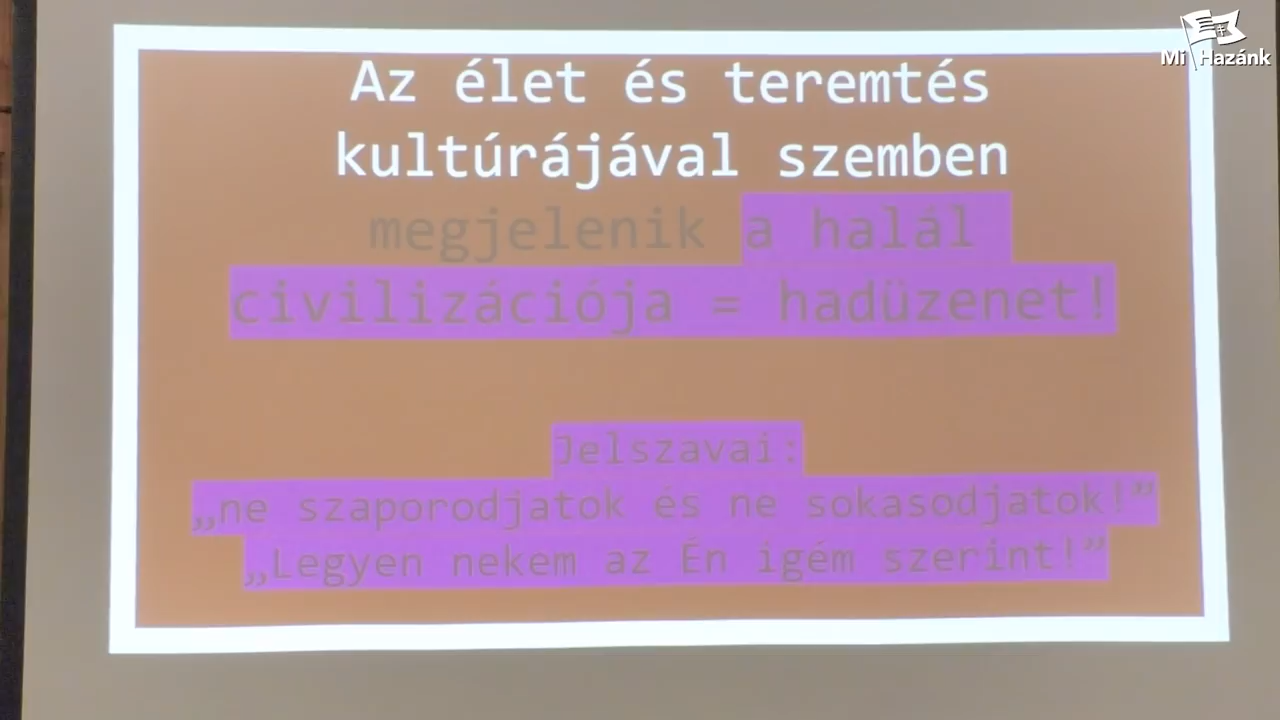 Mi Hazánk
Az élet és teremtés
kultúrájával szemben
megjelenik a halál
civilizációja = hadüzenet!
Jelszavai:
„ne szaporodjatok és ne sokasodjatok!”
„Legyen nekem az Én igém szerint!”